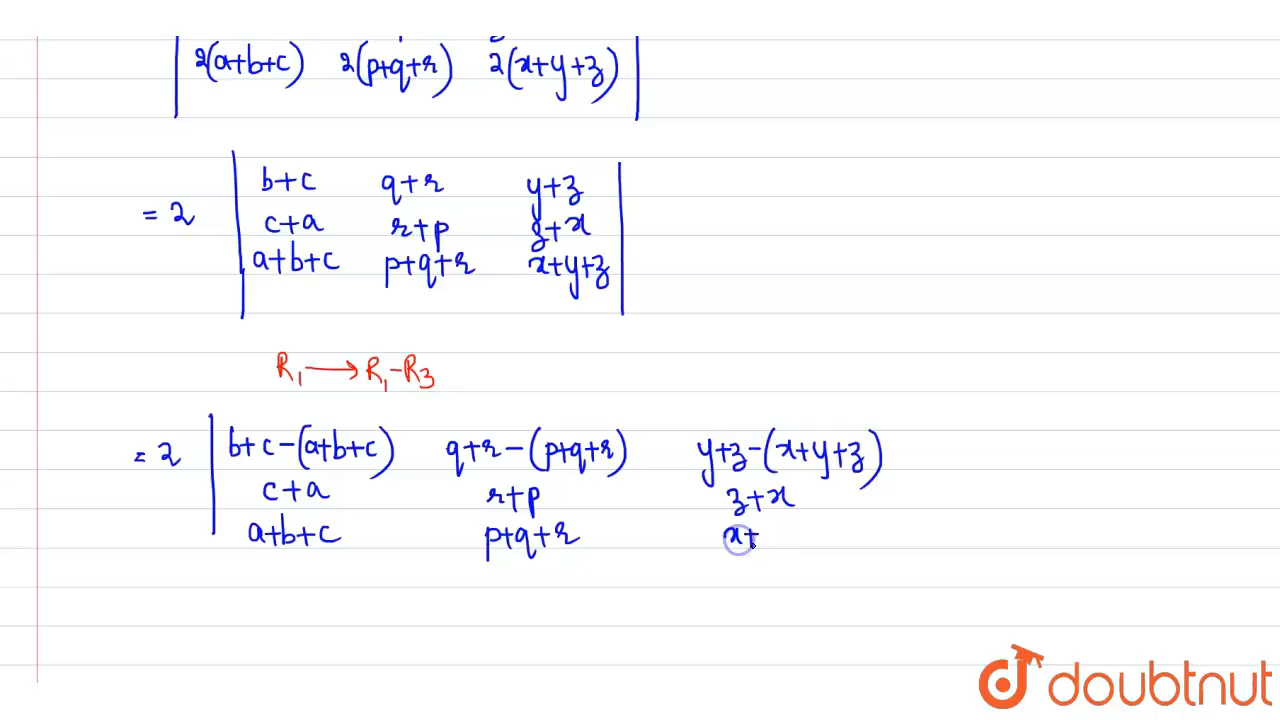 2(a+b+c) 2(p+q+r) 2(x+y+z)
= 2 | b+c q+r y+z |
c+a r+p z+x
a+b+c p+q+r x+y+z
R₁ → R₁-R₃
= 2 | b+c-(a+b+c) q+r-(p+q+r) y+z-(x+y+z)
c+a r+p z+x
a+b+c p+q+r x+
doubtnut